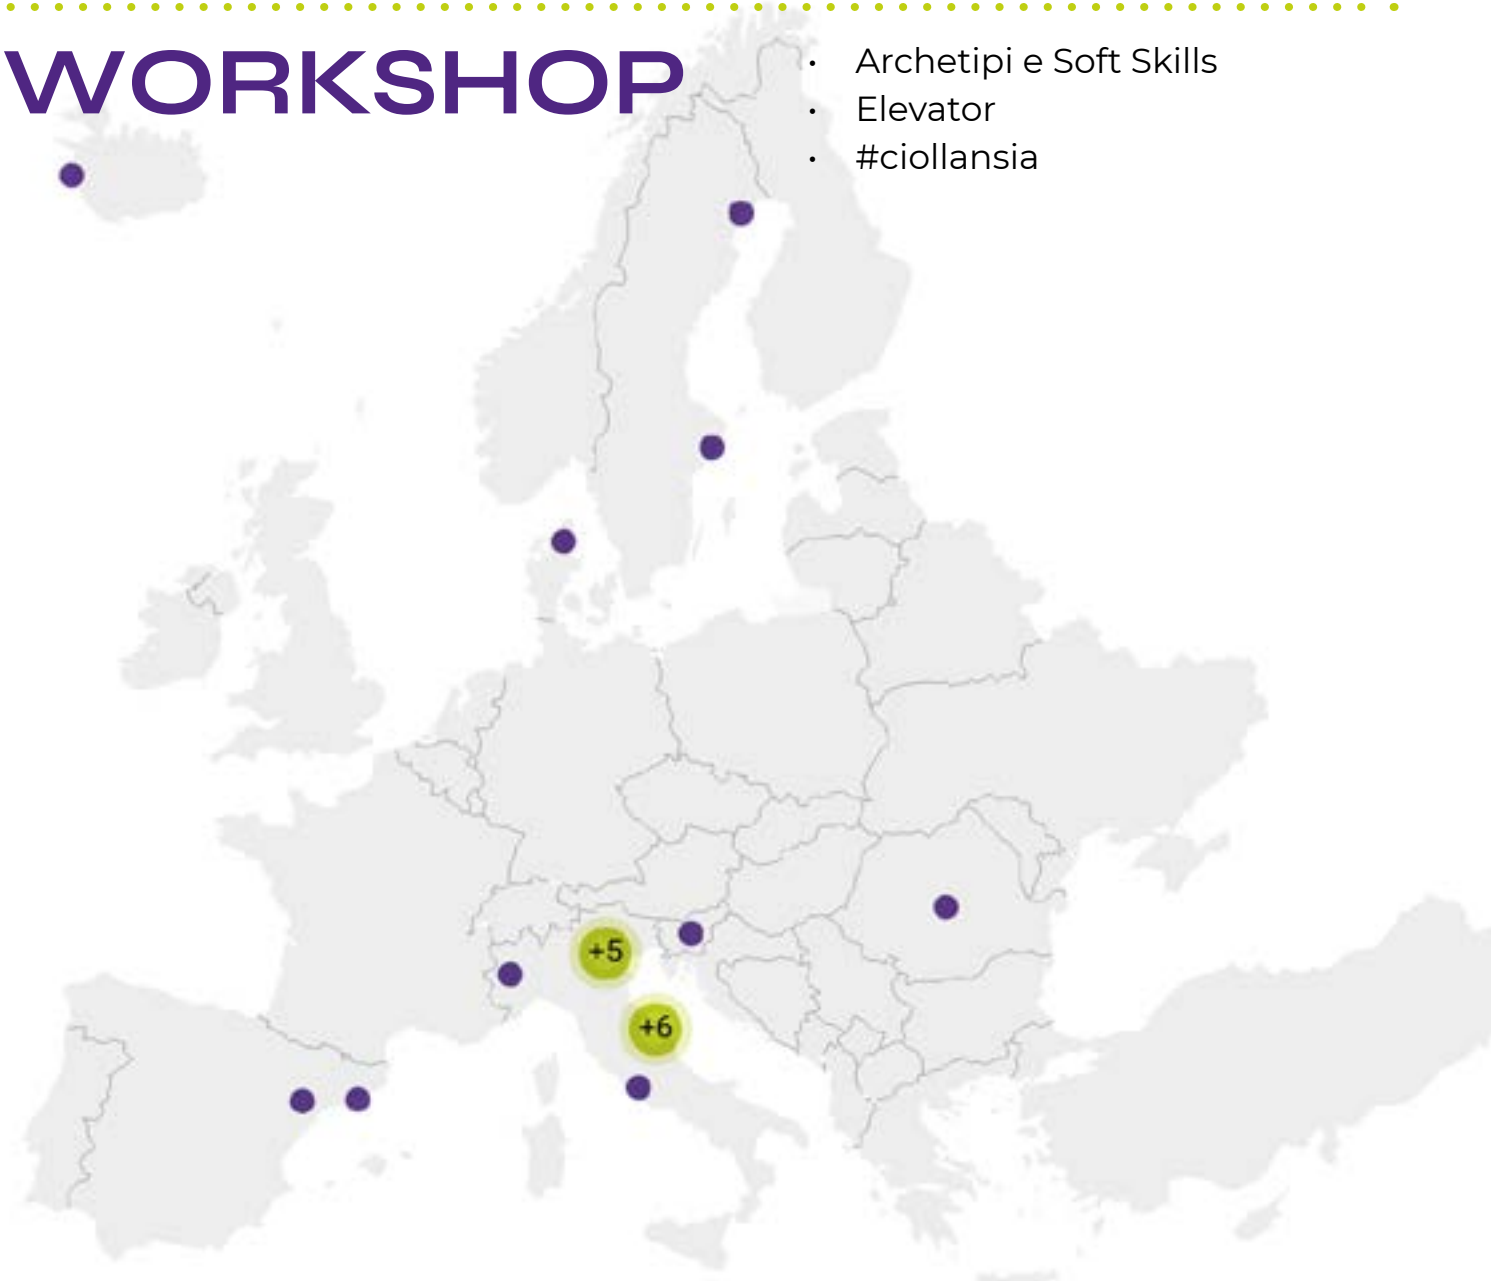 WORKSHOP
• Archetipi e Soft Skills
• Elevator
• #ciollansia
+5
+6